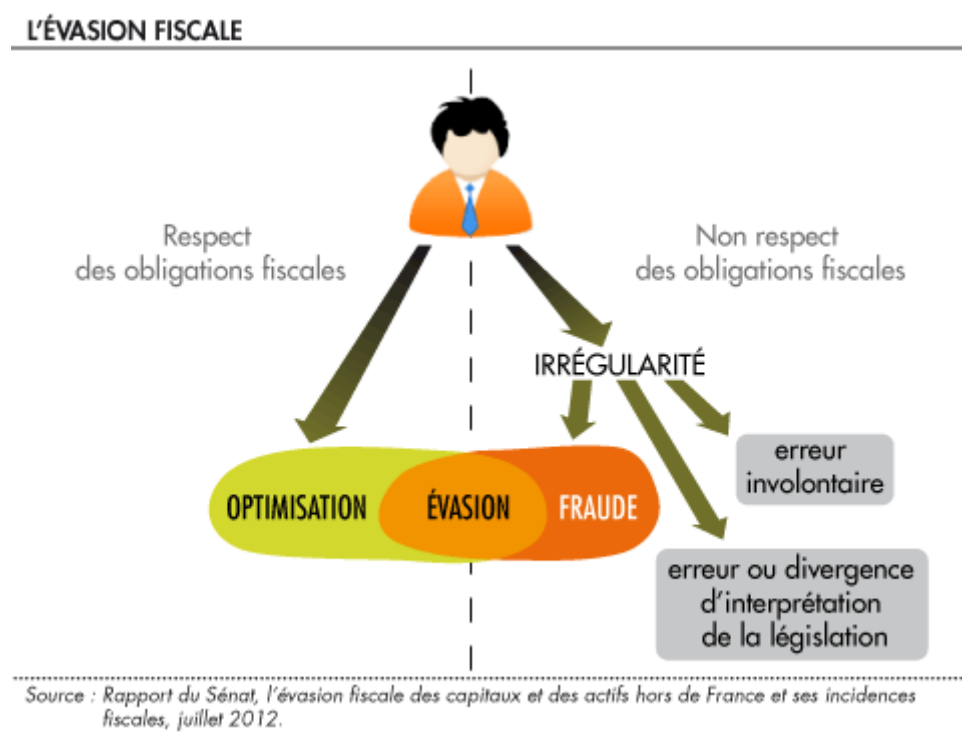 L'ÉVASION FISCALE
Respect
des obligations fiscales
Non respect
des obligations fiscales
IRRÉGULARITÉ
erreur
involontaire
OPTIMISATION
ÉVASION
FRAUDE
erreur ou divergence
d'interprétation
de la législation
Source : Rapport du Sénat, l'évasion fiscale des capitaux et des actifs hors de France et ses incidences
fiscales, juillet 2012.